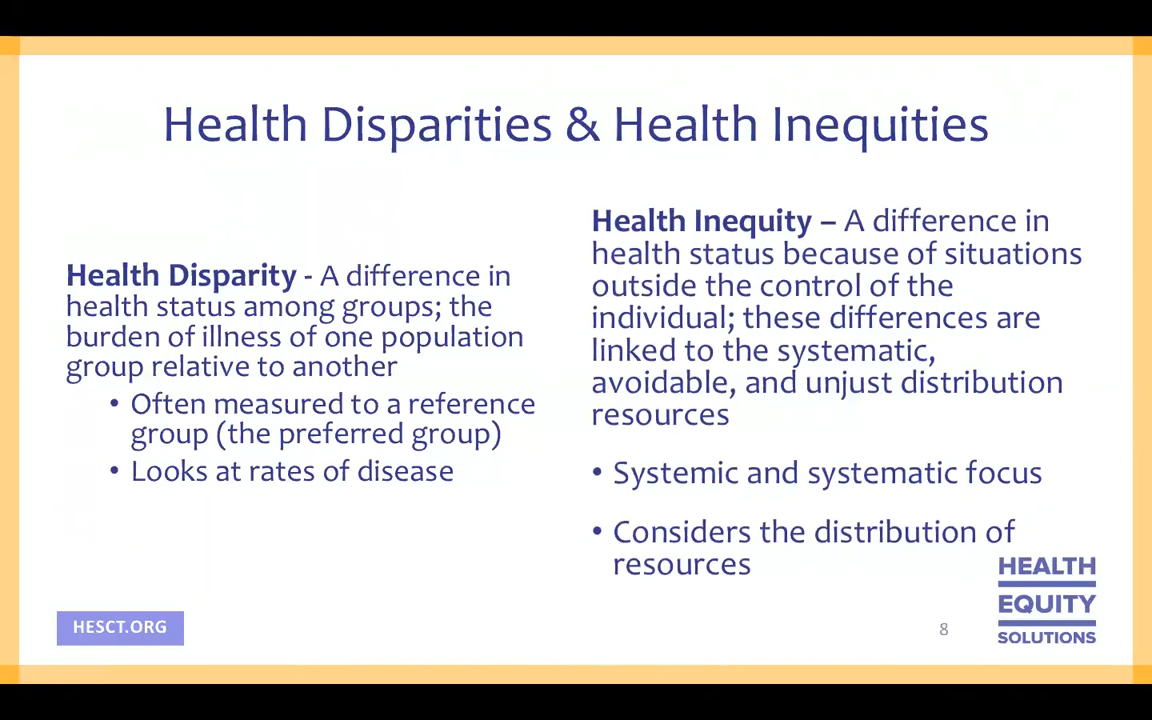 Health Disparities & Health Inequities
Health Disparity - A difference in
health status among groups; the
burden of illness of one population
group relative to another
• Often measured to a reference
group (the preferred group)
• Looks at rates of disease
Health Inequity – A difference in
health status because of situations
outside the control of the
individual; these differences are
linked to the systematic,
avoidable, and unjust distribution
resources
• Systemic and systematic focus
• Considers the distribution of
resources
HESCT.ORG
8
HEALTH
EQUITY
SOLUTIONS